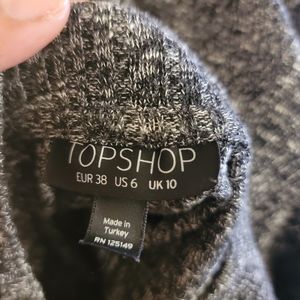 TOPSHOP
EUR 38 US 6 UK 10
Made in
Turkey
RN 125149